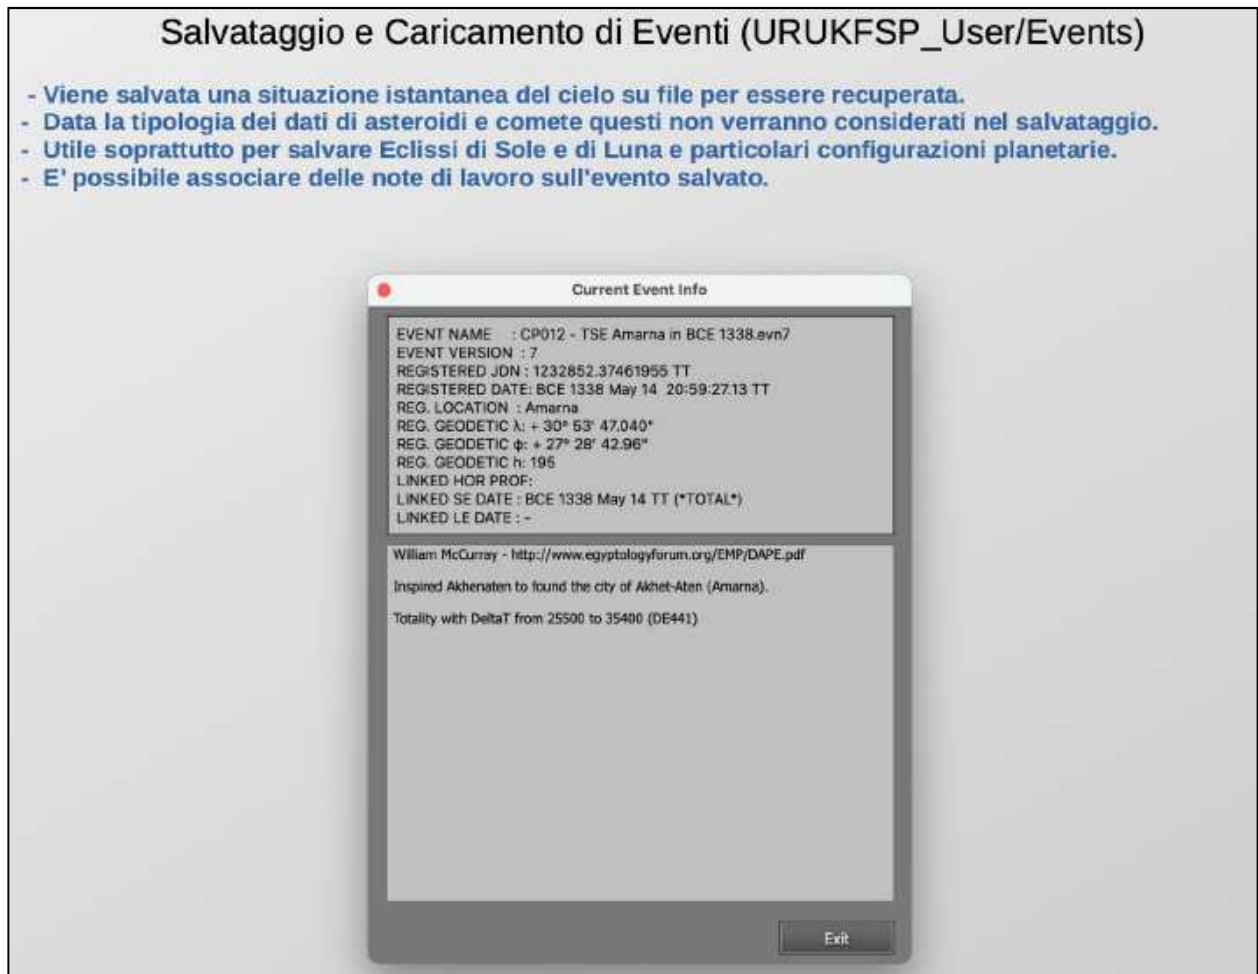 Salvataggio e Caricamento di Eventi (URUKFSP_User/Events)
- Viene salvata una situazione istantanea del cielo su file per essere recuperata.
- Data la tipologia dei dati di asteroidi e comete questi non verranno considerati nel salvataggio.
- Utile soprattutto per salvare Eclissi di Sole e di Luna e particolari configurazioni planetarie.
- E' possibile associare delle note di lavoro sull'evento salvato.
Current Event Info
EVENT NAME : CP012 - TSE Amarna in BCE 1338.evn7
EVENT VERSION : 7
REGISTERED JDN : 1232852.37461955 TT
REGISTERED DATE: BCE 1338 May 14 20:59:27.13 TT
REG. LOCATION : Amarna
REG. GEODETIC λ: + 30° 53' 47.040"
REG. GEODETIC ф: + 27° 28' 42.96"
REG. GEODETIC h: 195
LINKED HOR PROF:
LINKED SE DATE : BCE 1338 May 14 TT (*TOTAL*)
LINKED LE DATE : -
William McCurray - http://www.egyptologyforum.org/EMP/DAPE.pdf
Inspired Akhenaten to found the city of Akhet-Aten (Amarna).
Totality with DeltaT from 25500 to 35400 (DE441)
Exit